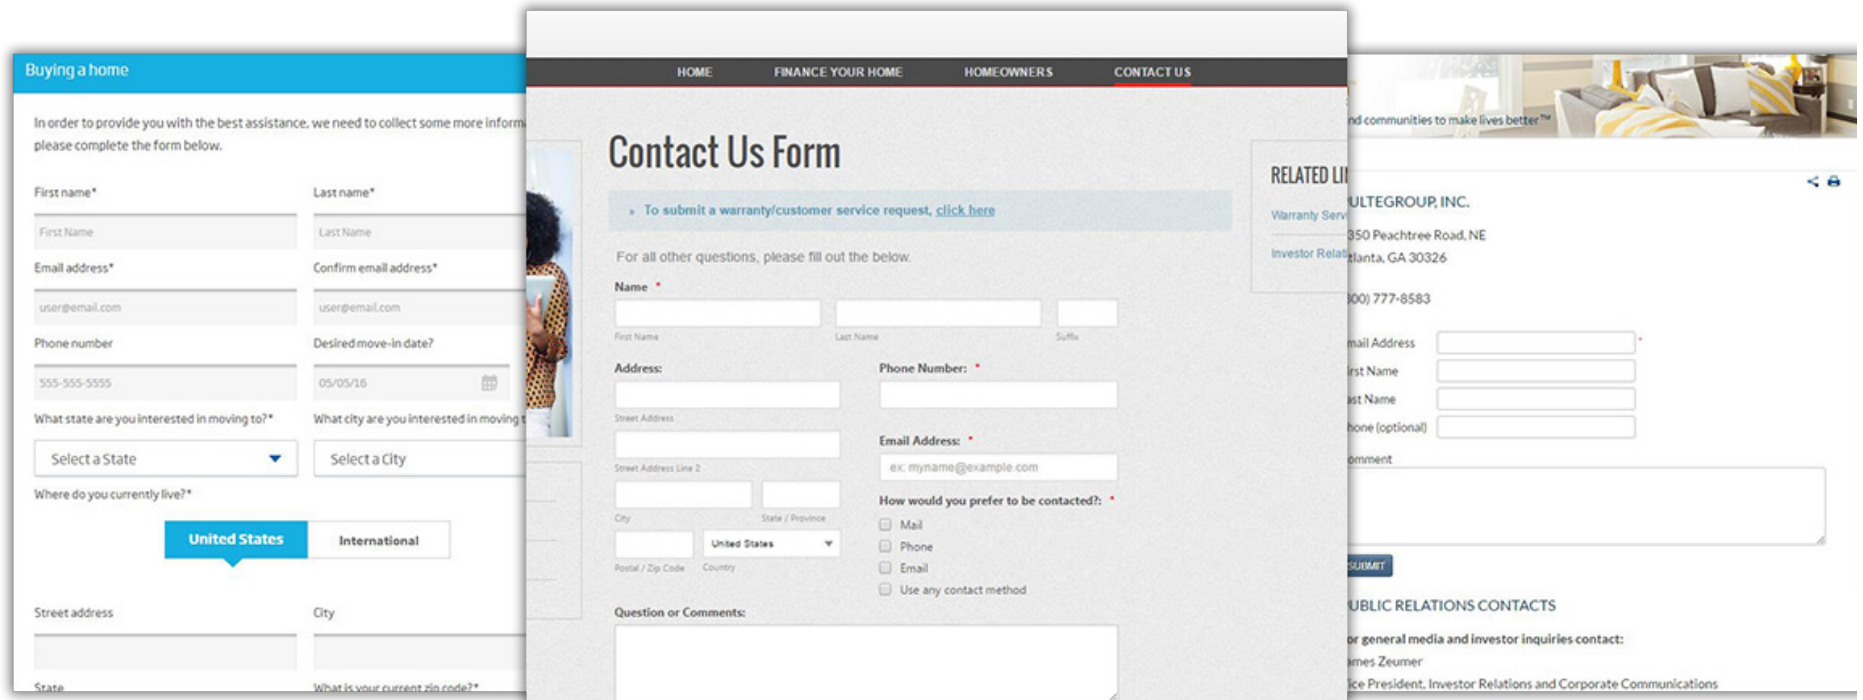 Buying a home
In order to provide you with the best assistance, we need to collect some more inform
please complete the form below.
First name* Last name*
First Name Last Name
Email address* Confirm email address*
user@email.com user@email.com
Phone number Desired move-in date?
555-555-5555 05/05/16
What state are you interested in moving to?* What city are you interested in moving t
Select a State Select a City
Where do you currently live?*
United States International
Street address City
State What is your current zip code?*
HOME FINANCE YOUR HOME HOMEOWNERS CONTACT US
Contact Us Form
» To submit a warranty/customer service request, click here
For all other questions, please fill out the below.
Name *
First Name Last Name Suffix
Address: Phone Number: *
Street Address
Email Address: *
ex: myname@example.com
Street Address Line 2
How would you prefer to be contacted?: *
City State / Province
Mail
United States
Phone
Postal / Zip Code Country
Email
Use any contact method
Question or Comments:
RELATED LI
Warranty Serv
Investor Relat
nd communities to make lives better™
ULTEGROUP, INC.
350 Peachtree Road, NE
tlanta, GA 30326
800) 777-8583
mail Address *
irst Name
ast Name
hone (optional)
omment
SUBMIT
UBLIC RELATIONS CONTACTS
or general media and investor inquiries contact:
ames Zeumer
ice President, Investor Relations and Corporate Communications